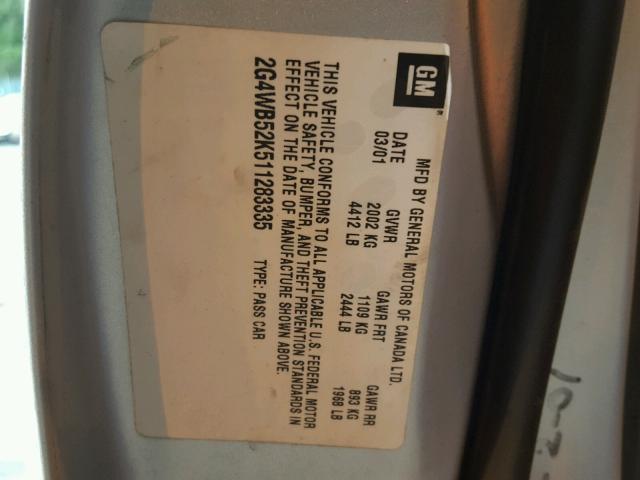 GM
MFD BY GENERAL MOTORS OF CANADA LTD.
DATE GVWR GAWR FRT GAWR RR
03/01 2002 KG 1109 KG 893 KG
4412 LB 2444 LB 1968 LB
THIS VEHICLE CONFORMS TO ALL APPLICABLE U.S. FEDERAL MOTOR
VEHICLE SAFETY, BUMPER, AND THEFT PREVENTION STANDARDS IN
EFFECT ON THE DATE OF MANUFACTURE SHOWN ABOVE.
2G4WB52K511283335 TYPE: PASS CAR